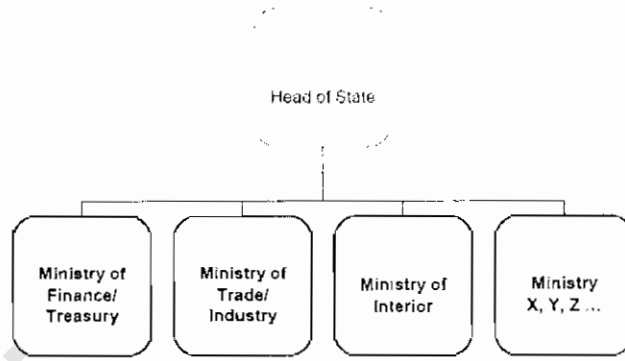 Head of State
Ministry of
Finance/
Treasury
Ministry of
Trade/
Industry
Ministry of
Interior
Ministry
X, Y, Z ...